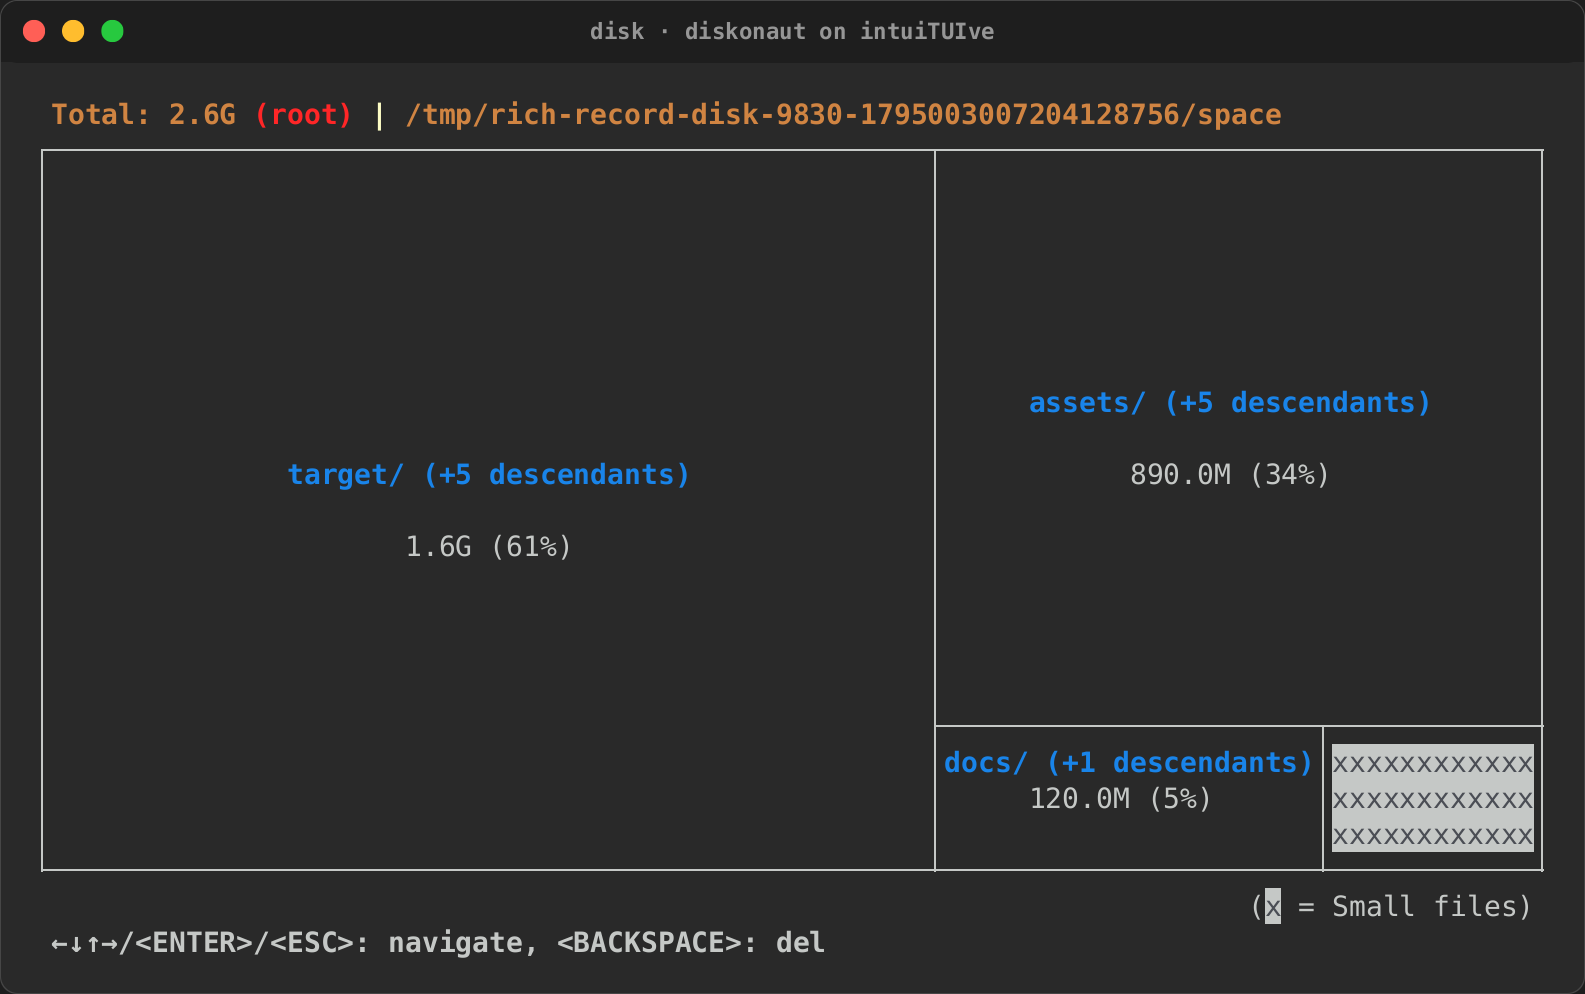 disk · diskonaut on intuiTUIve
Total: 2.6G (root) | /tmp/rich-record-disk-9830-1795003007204128756/space
assets/ (+5 descendants)
890.0M (34%)
target/ (+5 descendants)
1.6G (61%)
docs/ (+1 descendants)
120.0M (5%)
xxxxxxxxxxxx
xxxxxxxxxxxx
xxxxxxxxxxxx
(x = Small files)
←↓↑→/<ENTER>/<ESC>: navigate, <BACKSPACE>: del